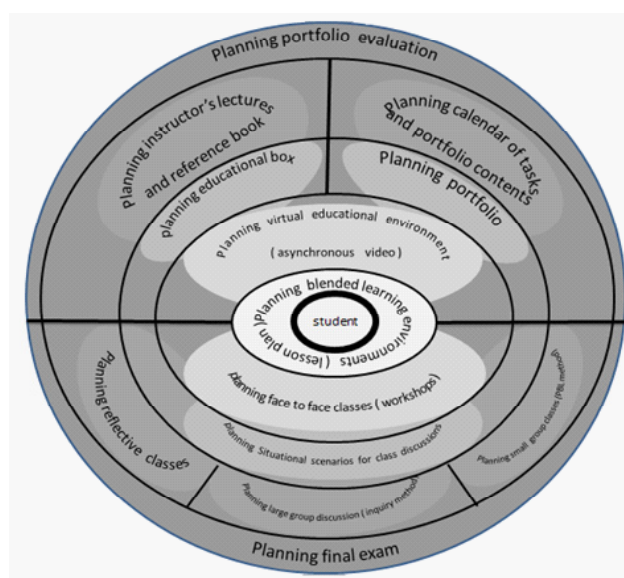 Planning portfolio evaluation
Planning instructor's lectures
and reference book
Planning calendar of tasks
and portfolio contents
planning educational box
Planning portfolio
Planning virtual educational environment
( asynchronous video )
Planning blended learning
environments ( lesson plan)
student
planning face to face classes ( workshops)
planning Situational scenarios for class discussions
Planning reflective classes
Planning large group discussion ( inquiry method)
Planning small group classes (PBL method)
Planning final exam